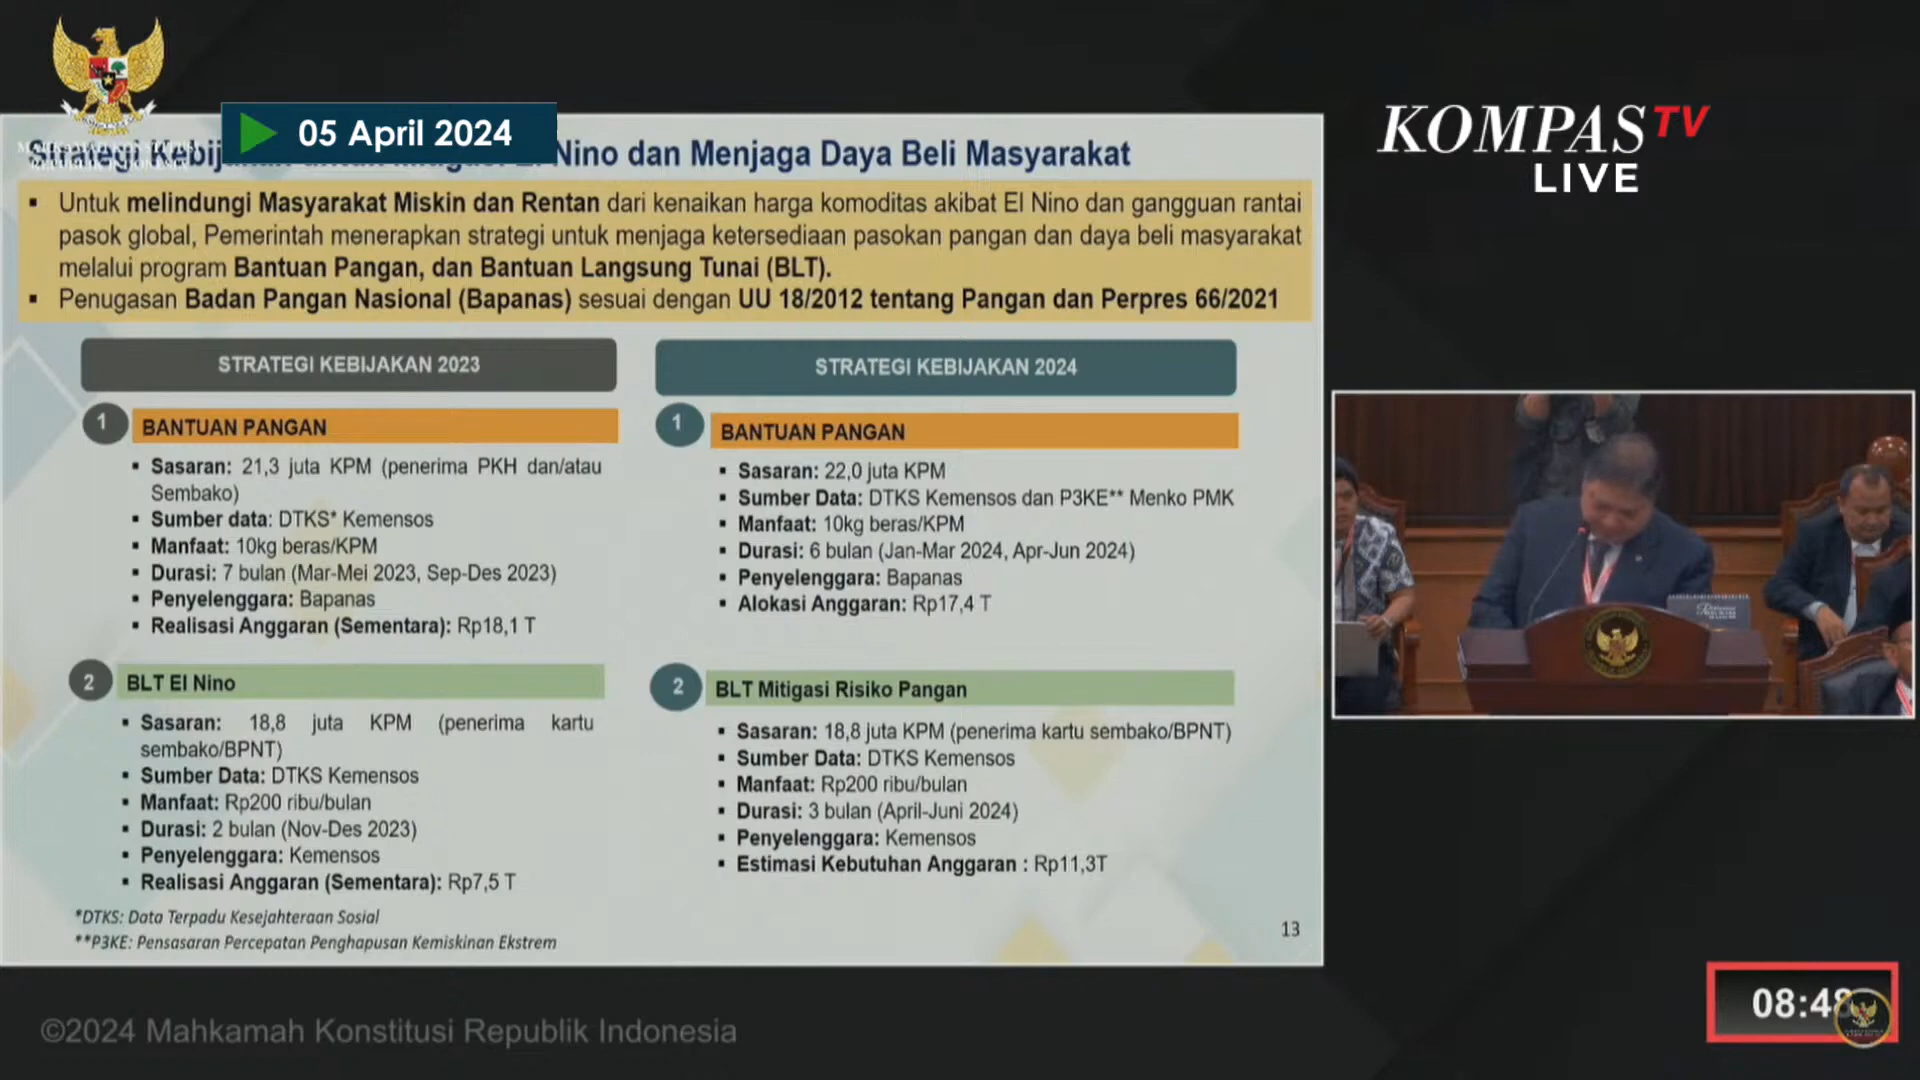 05 April 2024
KOMPAS TV
LIVE
Nino dan Menjaga Daya Beli Masyarakat
▪ Untuk melindungi Masyarakat Miskin dan Rentan dari kenaikan harga komoditas akibat El Nino dan gangguan rantai
pasok global, Pemerintah menerapkan strategi untuk menjaga ketersediaan pasokan pangan dan daya beli masyarakat
melalui program Bantuan Pangan, dan Bantuan Langsung Tunai (BLT).
▪ Penugasan Badan Pangan Nasional (Bapanas) sesuai dengan UU 18/2012 tentang Pangan dan Perpres 66/2021
STRATEGI KEBIJAKAN 2023
1 BANTUAN PANGAN
▪ Sasaran: 21,3 juta KPM (penerima PKH dan/atau
Sembako)
▪ Sumber data: DTKS* Kemensos
▪ Manfaat: 10kg beras/KPM
▪ Durasi: 7 bulan (Mar-Mei 2023, Sep-Des 2023)
▪ Penyelenggara: Bapanas
▪ Realisasi Anggaran (Sementara): Rp18,1 T
2 BLT El Nino
▪ Sasaran: 18,8 juta KPM (penerima kartu
sembako/BPNT)
▪ Sumber Data: DTKS Kemensos
▪ Manfaat: Rp200 ribu/bulan
▪ Durasi: 2 bulan (Nov-Des 2023)
▪ Penyelenggara: Kemensos
▪ Realisasi Anggaran (Sementara): Rp7,5 T
STRATEGI KEBIJAKAN 2024
1 BANTUAN PANGAN
▪ Sasaran: 22,0 juta KPM
▪ Sumber Data: DTKS Kemensos dan P3KE** Menko PMK
▪ Manfaat: 10kg beras/KPM
▪ Durasi: 6 bulan (Jan-Mar 2024, Apr-Jun 2024)
▪ Penyelenggara: Bapanas
▪ Alokasi Anggaran: Rp17,4 T
2 BLT Mitigasi Risiko Pangan
▪ Sasaran: 18,8 juta KPM (penerima kartu sembako/BPNT)
▪ Sumber Data: DTKS Kemensos
▪ Manfaat: Rp200 ribu/bulan
▪ Durasi: 3 bulan (April-Juni 2024)
▪ Penyelenggara: Kemensos
▪ Estimasi Kebutuhan Anggaran : Rp11,3T
*DTKS: Data Terpadu Kesejahteraan Sosial
**P3KE: Pensasaran Percepatan Penghapusan Kemiskinan Ekstrem
13
©2024 Mahkamah Konstitusi Republik Indonesia
08:48